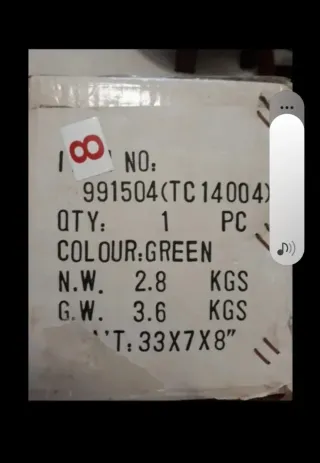 8
NO:
991504(TC14004)
QTY: 1 PC
COLOUR:GREEN
N.W. 2.8 KGS
G.W. 3.6 KGS
T:33X7X8"